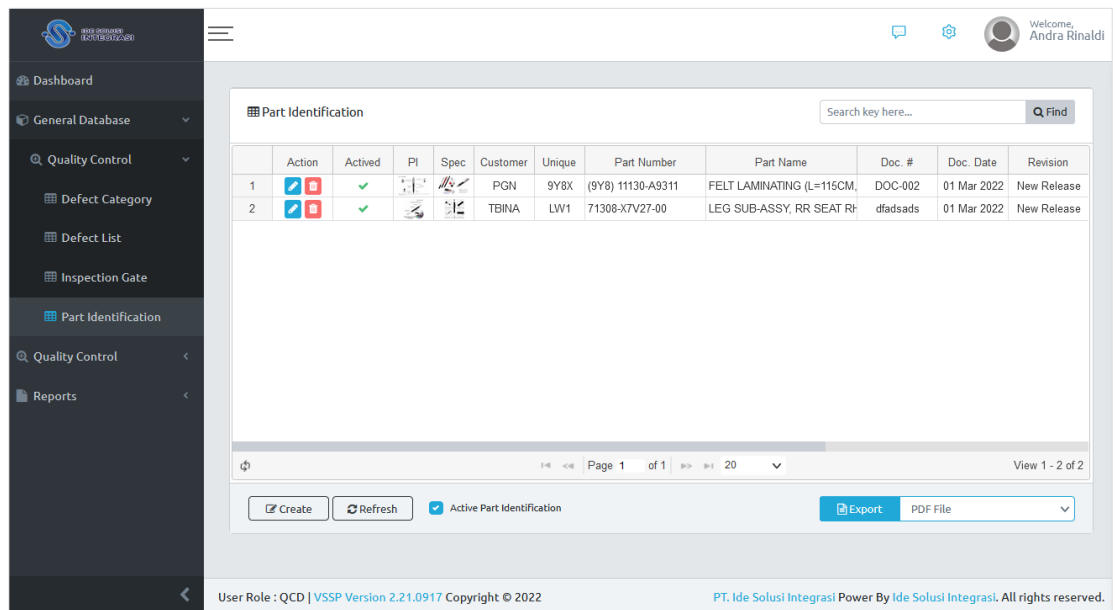 IDE SOLUSI
INTEGRASI
Welcome,
Andra Rinaldi
Dashboard
General Database
Quality Control
Defect Category
Defect List
Inspection Gate
Part Identification
Quality Control
Reports
Part Identification
Search key here...
Find
Action Actived PI Spec Customer Unique Part Number Part Name Doc. # Doc. Date Revision
1 PGN 9Y8X (9Y8) 11130-A9311 FELT LAMINATING (L=115CM, DOC-002 01 Mar 2022 New Release
2 TBINA LW1 71308-X7V27-00 LEG SUB-ASSY, RR SEAT RH dfadsads 01 Mar 2022 New Release
Page 1 of 1 20 View 1 - 2 of 2
Create Refresh Active Part Identification Export PDF File
User Role : QCD | VSSP Version 2.21.0917 Copyright © 2022 PT. Ide Solusi Integrasi Power By Ide Solusi Integrasi. All rights reserved.